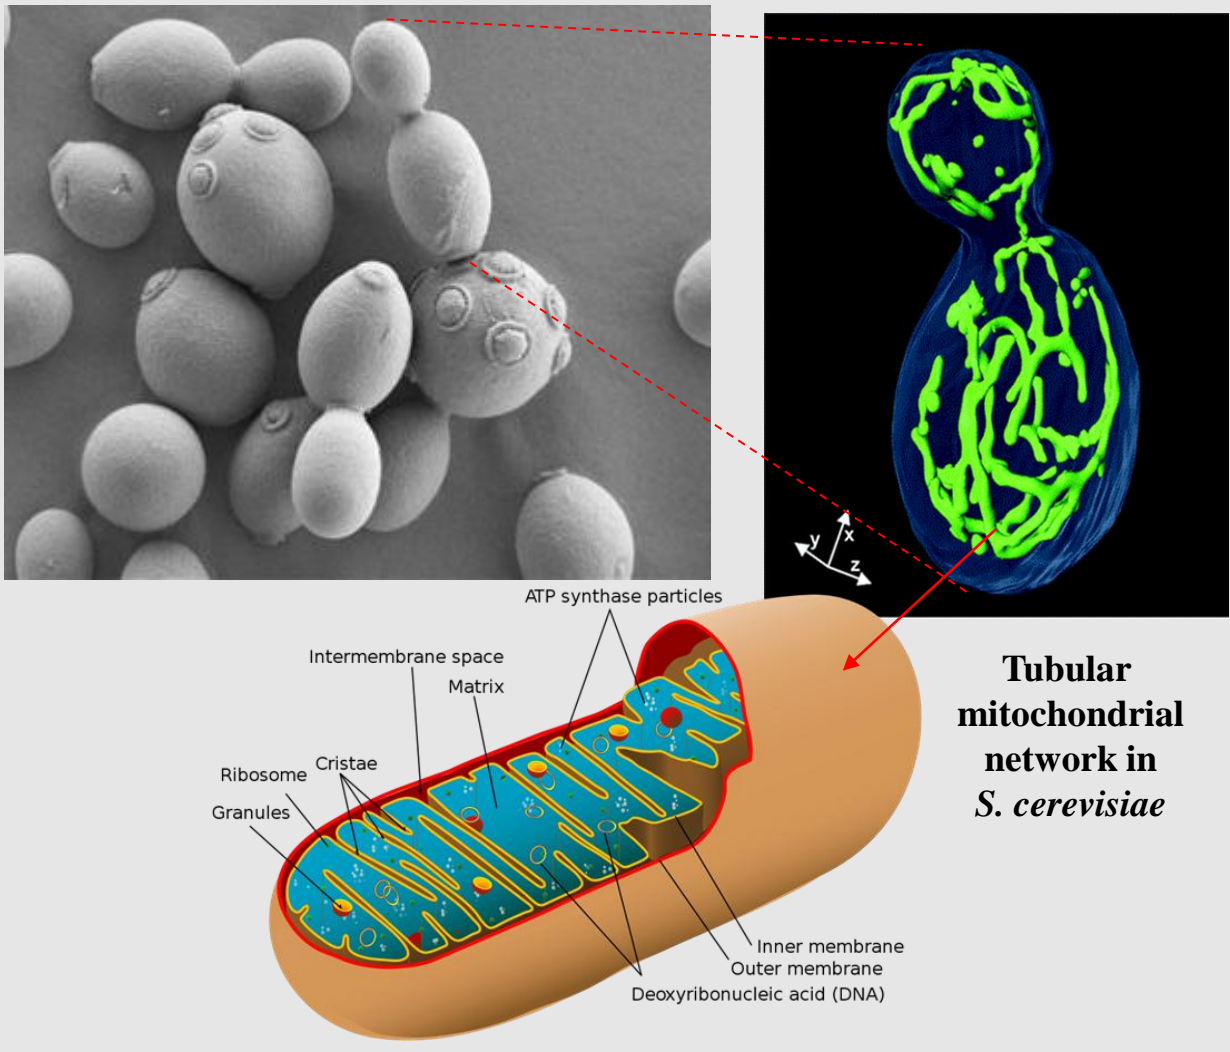 y
x
z
ATP synthase particles
Intermembrane space
Matrix
Cristae
Ribosome
Granules
Tubular
mitochondrial
network in
S. cerevisiae
Inner membrane
Outer membrane
Deoxyribonucleic acid (DNA)